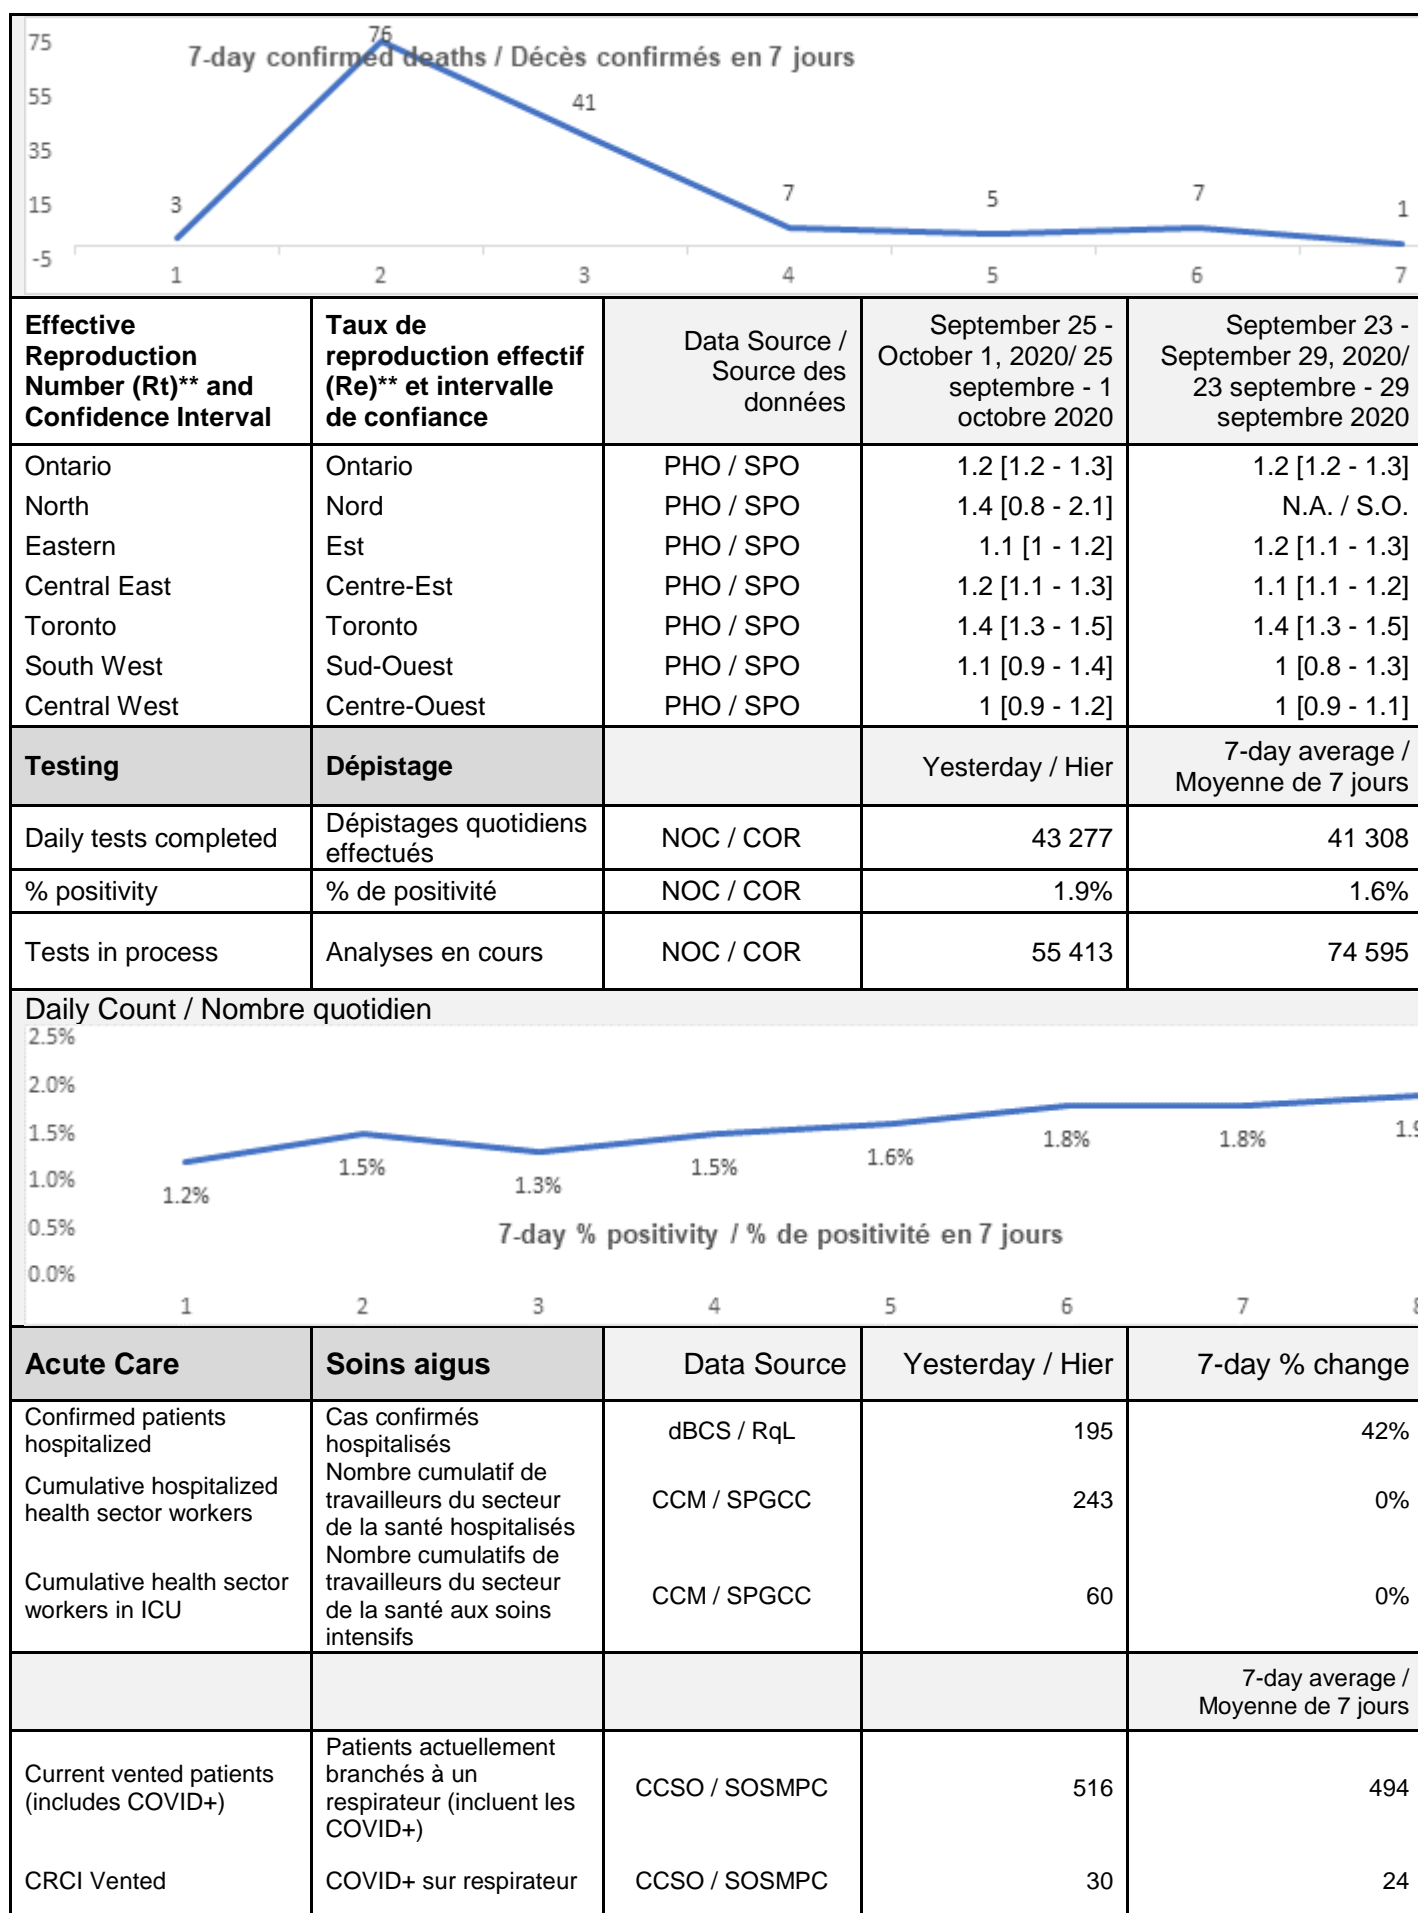 75
76
7-day confirmed deaths / Décès confirmés en 7 jours
55
41
35
15
3
7
5
7
1
-5
1 2 3 4 5 6 7
Effective Reproduction Number (Rt)** and Confidence Interval
Taux de reproduction effectif (Re)** et intervalle de confiance
Data Source / Source des données
September 25 - October 1, 2020/ 25 septembre - 1 octobre 2020
September 23 - September 29, 2020/ 23 septembre - 29 septembre 2020
Ontario Ontario PHO / SPO 1.2 [1.2 - 1.3] 1.2 [1.2 - 1.3]
North Nord PHO / SPO 1.4 [0.8 - 2.1] N.A. / S.O.
Eastern Est PHO / SPO 1.1 [1 - 1.2] 1.2 [1.1 - 1.3]
Central East Centre-Est PHO / SPO 1.2 [1.1 - 1.3] 1.1 [1.1 - 1.2]
Toronto Toronto PHO / SPO 1.4 [1.3 - 1.5] 1.4 [1.3 - 1.5]
South West Sud-Ouest PHO / SPO 1.1 [0.9 - 1.4] 1 [0.8 - 1.3]
Central West Centre-Ouest PHO / SPO 1 [0.9 - 1.2] 1 [0.9 - 1.1]
Testing Dépistage Yesterday / Hier 7-day average / Moyenne de 7 jours
Daily tests completed Dépistages quotidiens effectués NOC / COR 43 277 41 308
% positivity % de positivité NOC / COR 1.9% 1.6%
Tests in process Analyses en cours NOC / COR 55 413 74 595
Daily Count / Nombre quotidien
2.5%
2.0%
1.5%
1.0%
0.5%
0.0%
1.2% 1.5% 1.3% 1.5% 1.6% 1.8% 1.8%
7-day % positivity / % de positivité en 7 jours
1 2 3 4 5 6 7
Acute Care Soins aigus Data Source Yesterday / Hier 7-day % change
Confirmed patients hospitalized Cas confirmés hospitalisés dBCS / RqL 195 42%
Cumulative hospitalized health sector workers Nombre cumulatif de travailleurs du secteur de la santé hospitalisés CCM / SPGCC 243 0%
Cumulative health sector workers in ICU Nombre cumulatifs de travailleurs du secteur de la santé aux soins intensifs CCM / SPGCC 60 0%
7-day average / Moyenne de 7 jours
Current vented patients (includes COVID+) Patients actuellement branchés à un respirateur (incluent les COVID+) CCSO / SOSMPC 516 494
CRCI Vented COVID+ sur respirateur CCSO / SOSMPC 30 24